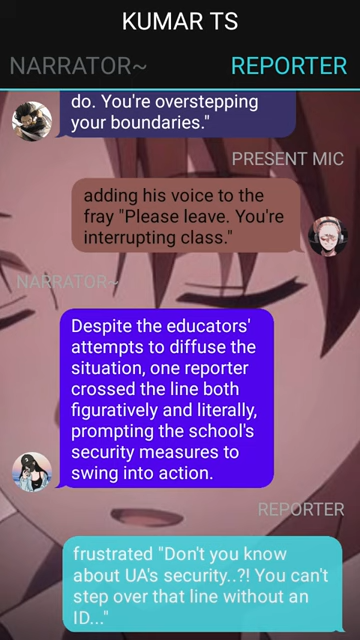 KUMAR TS
NARRATOR~ REPORTER
do. You're overstepping
your boundaries."
PRESENT MIC
adding his voice to the
fray "Please leave. You're
interrupting class."
NARRATOR~
Despite the educators'
attempts to diffuse the
situation, one reporter
crossed the line both
figuratively and literally,
prompting the school's
security measures to
swing into action.
REPORTER
frustrated "Don't you know
about UA's security..?! You can't
step over that line without an
ID..."